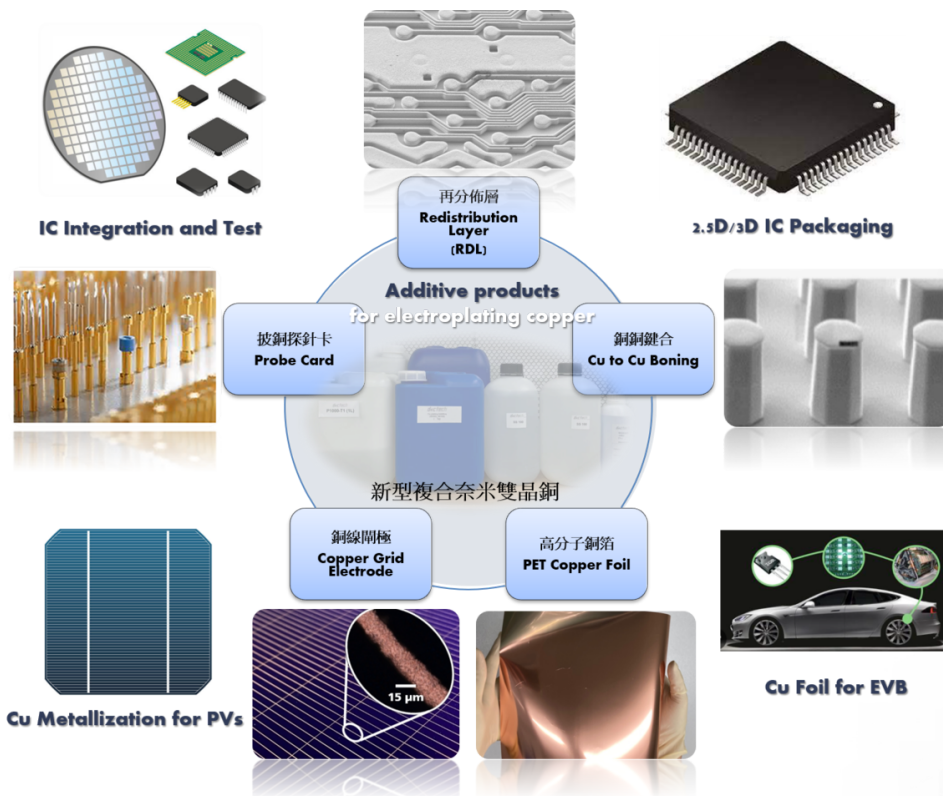 再分佈層
Redistribution
Layer
(RDL)
IC Integration and Test
2.5D/3D IC Packaging
Additive products
for electroplating copper
披銅探針卡
Probe Card
銅銅鍵合
Cu to Cu Boning
新型複合奈米雙晶銅
銅線閘極
Copper Grid
Electrode
高分子銅箔
PET Copper Foil
15 μm
Cu Metallization for PVs
Cu Foil for EVB